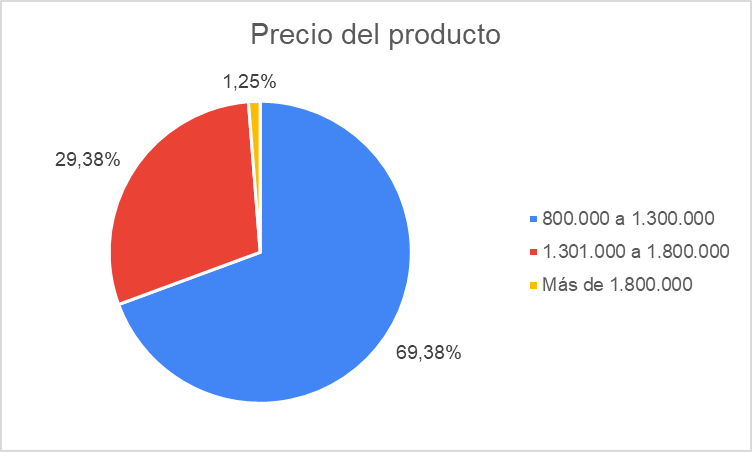 Precio del producto
1,25%
29,38%
69,38%
800.000 a 1.300.000
1.301.000 a 1.800.000
Más de 1.800.000